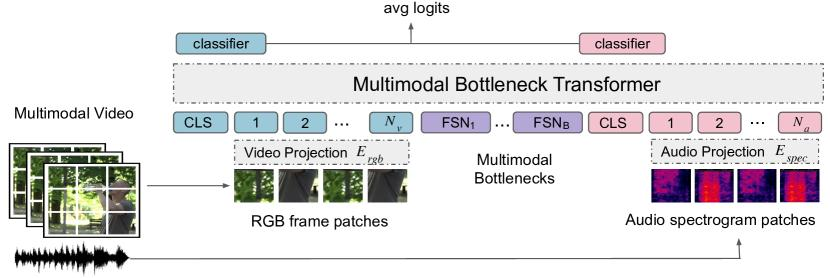 avg logits
classifier
classifier
Multimodal Bottleneck Transformer
Multimodal Video
CLS 1 2 ... N_v FSN_1 ... FSN_B CLS 1 2 ... N_a
Video Projection E_rgb
Multimodal
Bottlenecks
Audio Projection E_spec
RGB frame patches
Audio spectrogram patches